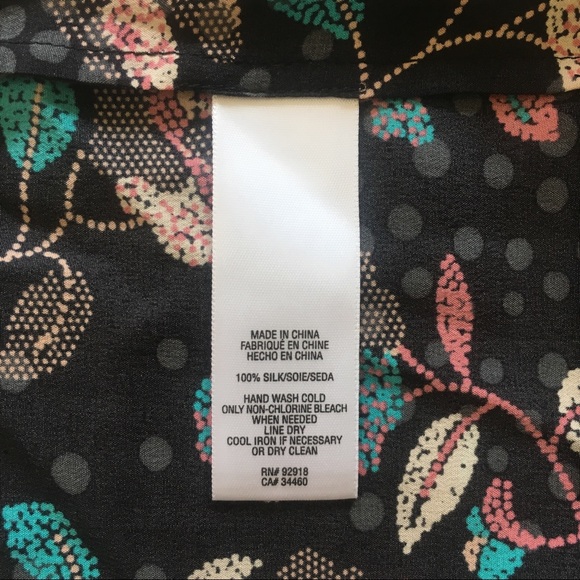 MADE IN CHINA
FABRIQUÉ EN CHINE
HECHO EN CHINA
100% SILK/SOIE/SEDA
HAND WASH COLD
ONLY NON-CHLORINE BLEACH
WHEN NEEDED
LINE DRY
COOL IRON IF NECESSARY
OR DRY CLEAN
RN# 92918
CA# 34460